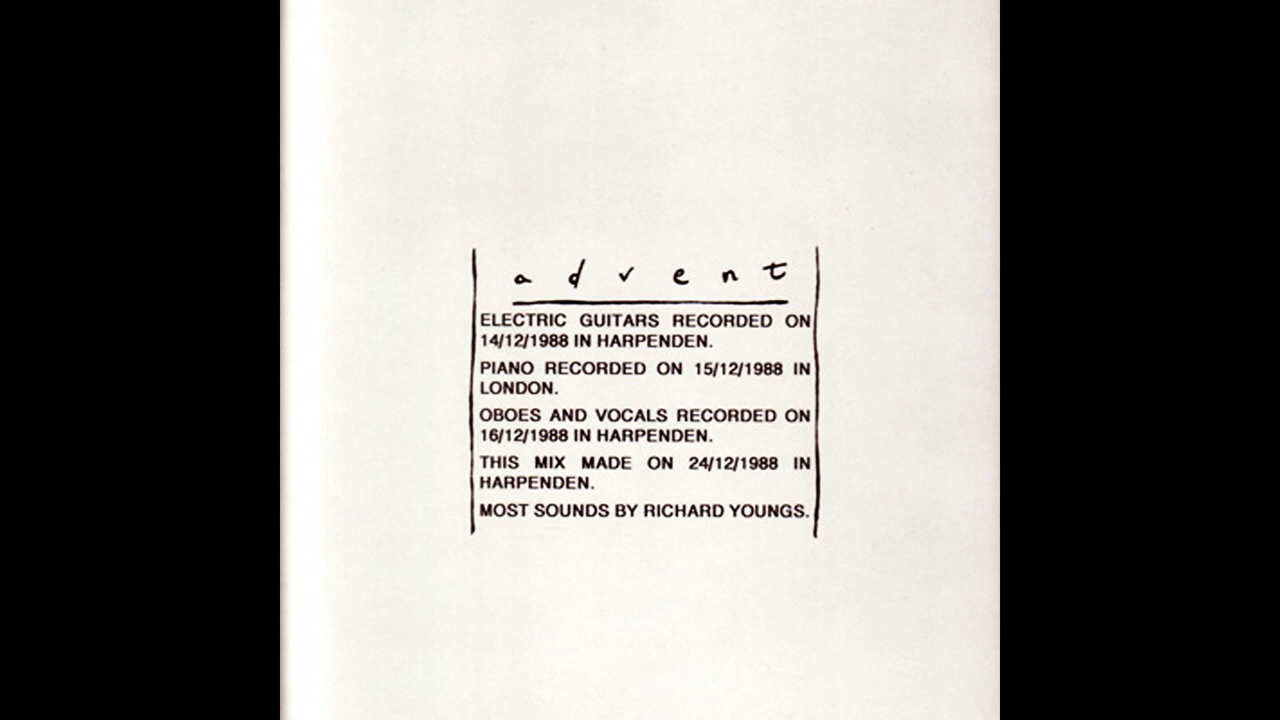 advent
ELECTRIC GUITARS RECORDED ON
14/12/1988 IN HARPENDEN.
PIANO RECORDED ON 15/12/1988 IN
LONDON.
OBOES AND VOCALS RECORDED ON
16/12/1988 IN HARPENDEN.
THIS MIX MADE ON 24/12/1988 IN
HARPENDEN.
MOST SOUNDS BY RICHARD YOUNGS.